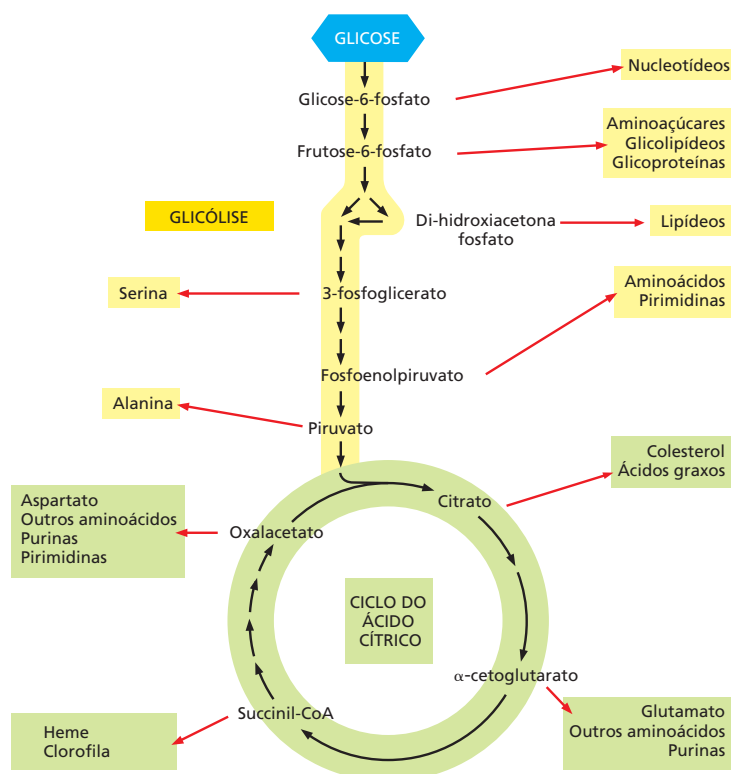 GLICOSE
Nucleotídeos
Glicose-6-fosfato
Aminoaçúcares
Glicolipídeos
Glicoproteínas
Frutose-6-fosfato
GLICÓLISE
Di-hidroxiacetona
fosfato
Lipídeos
Serina
3-fosfoglicerato
Aminoácidos
Pirimidinas
Fosfoenolpiruvato
Alanina
Piruvato
Colesterol
Ácidos graxos
Citrato
Aspartato
Outros aminoácidos
Purinas
Pirimidinas
Oxalacetato
CICLO DO
ÁCIDO
CÍTRICO
α-cetoglutarato
Succinil-CoA
Heme
Clorofila
Glutamato
Outros aminoácidos
Purinas